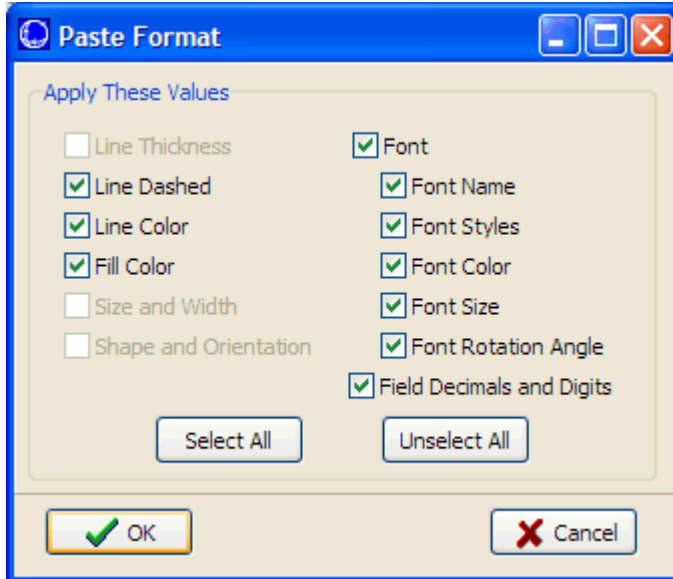 Paste Format
Apply These Values
Line Thickness
Line Dashed
Line Color
Fill Color
Size and Width
Shape and Orientation
Font
Font Name
Font Styles
Font Color
Font Size
Font Rotation Angle
Field Decimals and Digits
Select All
Unselect All
OK
Cancel